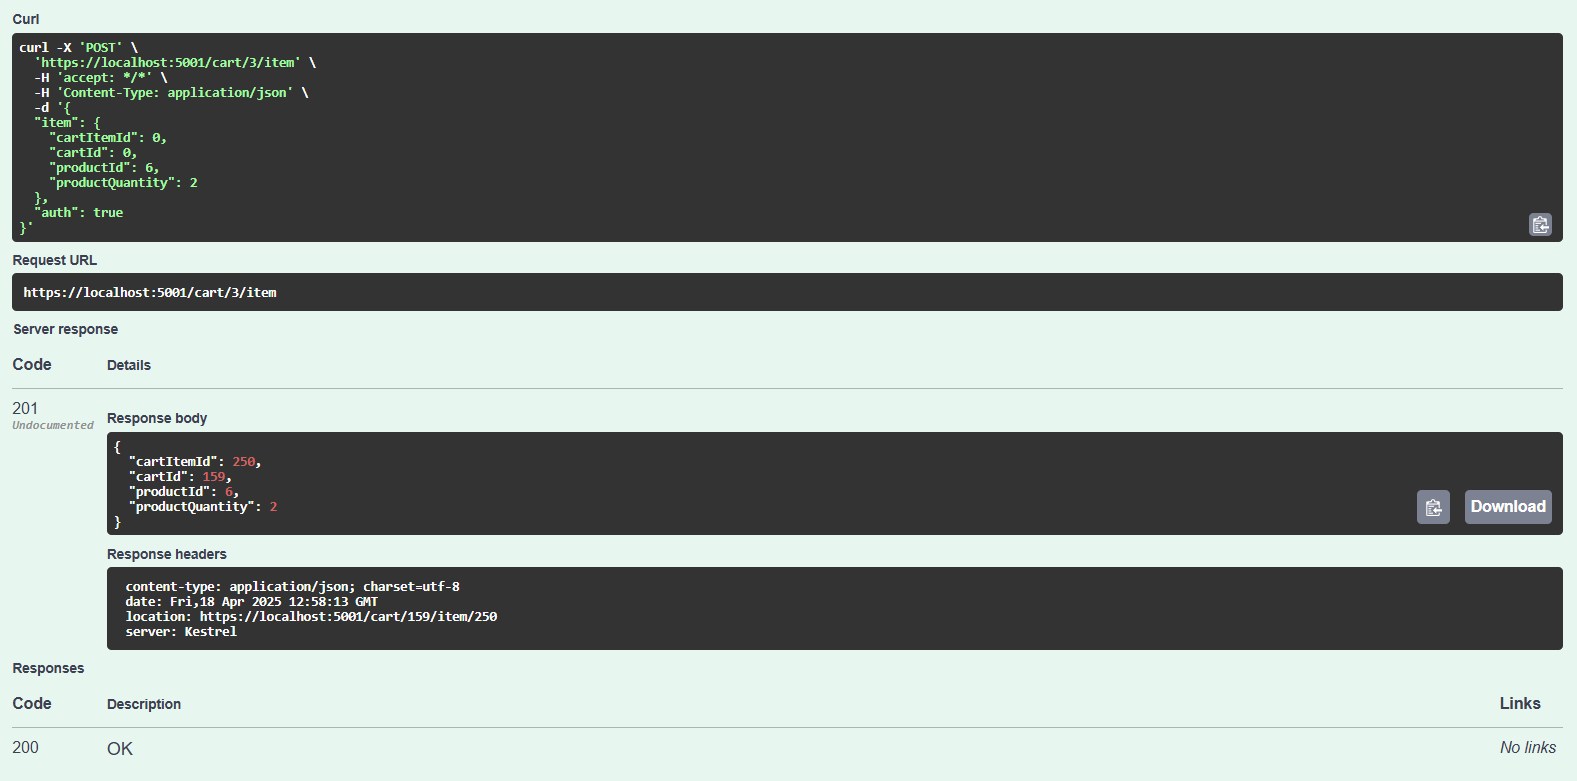 Curl
curl -X 'POST' \
  'https://localhost:5001/cart/3/item' \
  -H 'accept: */*' \
  -H 'Content-Type: application/json' \
  -d '{
  "item": {
    "cartItemId": 0,
    "cartId": 0,
    "productId": 6,
    "productQuantity": 2
  },
  "auth": true
}'
Request URL
https://localhost:5001/cart/3/item
Server response
Code Details
201
Undocumented
Response body
{
  "cartItemId": 250,
  "cartId": 159,
  "productId": 6,
  "productQuantity": 2
}
Download
Response headers
content-type: application/json; charset=utf-8
date: Fri,18 Apr 2025 12:58:13 GMT
location: https://localhost:5001/cart/159/item/250
server: Kestrel
Responses
Code Description Links
200 OK No links